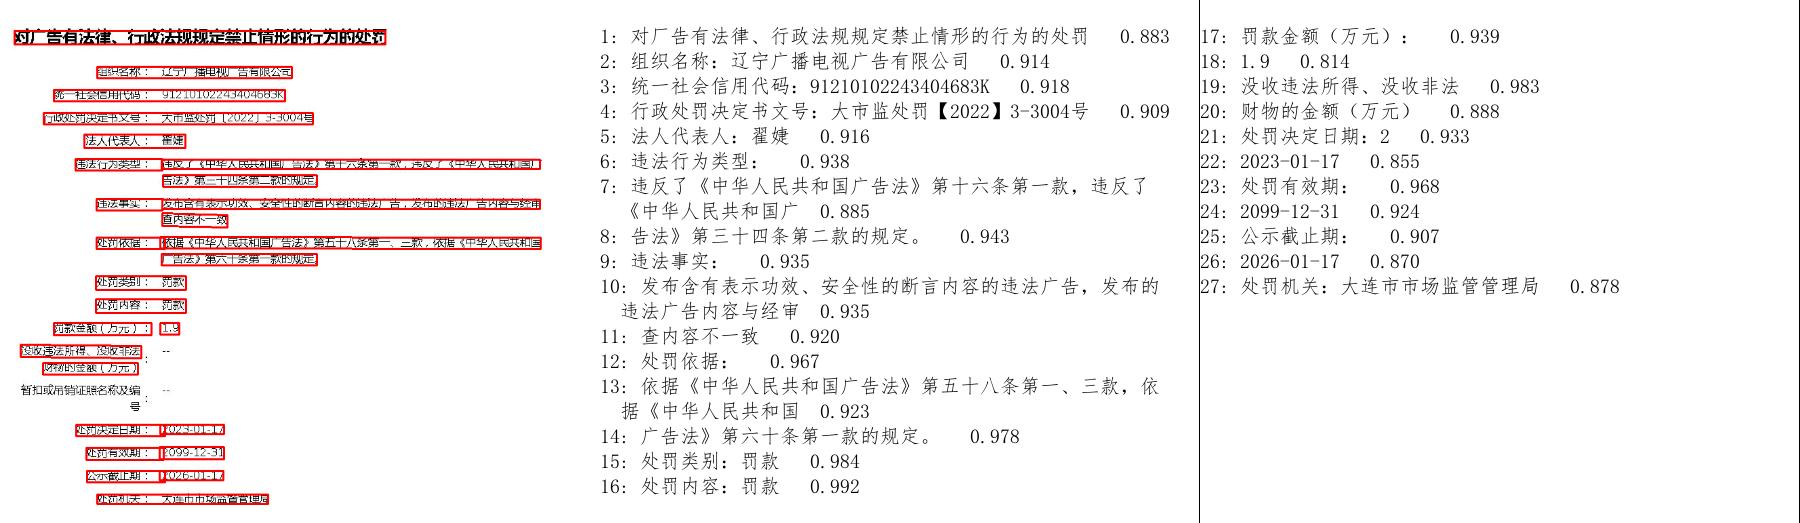 对广告有法律、行政法规规定禁止情形的行为的处罚
组织名称： 辽宁广播电视广告有限公司
统一社会信用代码： 91210102243404683K
行政处罚决定书文号： 大市监处罚〔2022〕3-3004号
法人代表人： 翟婕
违法行为类型： 违反了《中华人民共和国广告法》第十六条第一款，违反了《中华人民共和国广
告法》第三十四条第二款的规定。
违法事实： 发布含有表示功效、安全性的断言内容的违法广告，发布的违法广告内容与经审
查内容不一致
处罚依据： 依据《中华人民共和国广告法》第五十八条第一、三款，依据《中华人民共和国
广告法》第六十条第一款的规定。
处罚类别： 罚款
处罚内容： 罚款
罚款金额（万元）： 1.9
没收违法所得、没收非法
财物的金额（万元）： --
暂扣或吊销证照名称及编
号： --
处罚决定日期： 2023-01-17
处罚有效期： 2099-12-31
公示截止期： 2026-01-17
处罚机关： 大连市市场监督管理局
1: 对广告有法律、行政法规规定禁止情形的行为的处罚 0.883
2: 组织名称：辽宁广播电视广告有限公司 0.914
3: 统一社会信用代码：91210102243404683K 0.918
4: 行政处罚决定书文号：大市监处罚【2022】3-3004号 0.909
5: 法人代表人：翟婕 0.916
6: 违法行为类型： 0.938
7: 违反了《中华人民共和国广告法》第十六条第一款，违反了
《中华人民共和国广 0.885
8: 告法》第三十四条第二款的规定。 0.943
9: 违法事实： 0.935
10: 发布含有表示功效、安全性的断言内容的违法广告，发布的
违法广告内容与经审 0.935
11: 查内容不一致 0.920
12: 处罚依据： 0.967
13: 依据《中华人民共和国广告法》第五十八条第一、三款，依
据《中华人民共和国 0.923
14: 广告法》第六十条第一款的规定。 0.978
15: 处罚类别：罚款 0.984
16: 处罚内容：罚款 0.992
17: 罚款金额（万元）： 0.939
18: 1.9 0.814
19: 没收违法所得、没收非法 0.983
20: 财物的金额（万元） 0.888
21: 处罚决定日期：2 0.933
22: 2023-01-17 0.855
23: 处罚有效期： 0.968
24: 2099-12-31 0.924
25: 公示截止期： 0.907
26: 2026-01-17 0.870
27: 处罚机关：大连市市场监管管理局 0.878